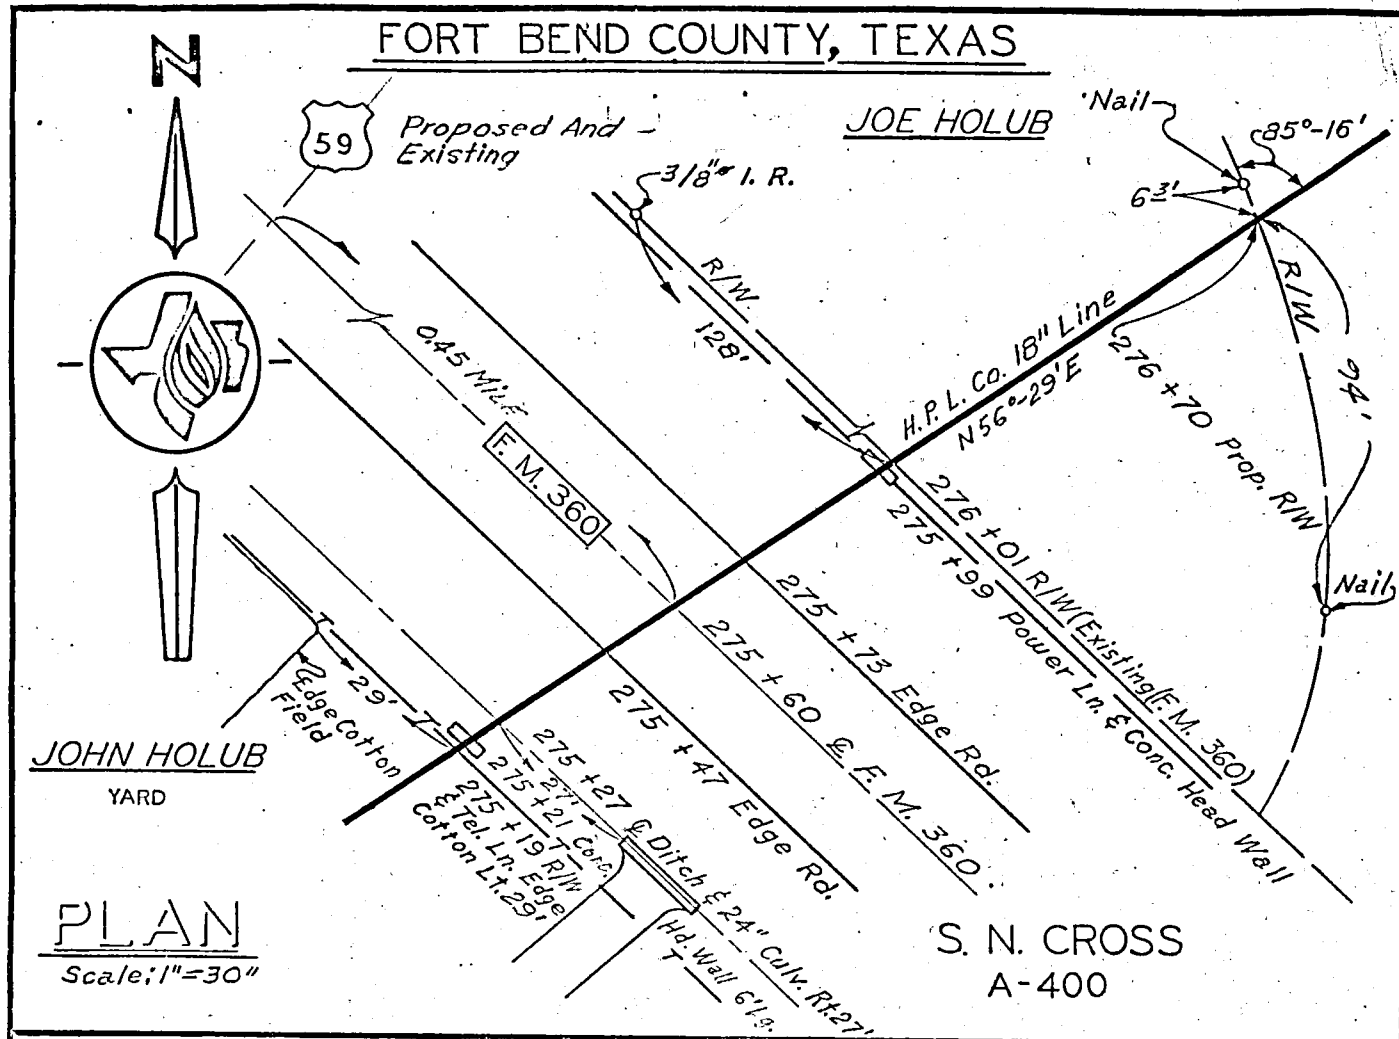 FORT BEND COUNTY, TEXAS
N
59
Proposed And
Existing
JOE HOLUB
Nail
85°-16'
3/8"ø I. R.
63'
R/W
R/W
128'
0.45 Mile
H.P.L. Co. 18" Line
N 56°-29' E
94'
276 + 70 Prop. R/W
F. M. 360
276 + 01 R/W (Existing (F.M. 360)
275 + 99 Power Ln. & Conc. Head Wall
Nail
275 + 73 Edge Rd.
275 + 60 ℄ F. M. 360
275 + 47 Edge Rd.
T
29'
T
Edge Cotton
Field
JOHN HOLUB
YARD
275 + 27 ℄ Ditch & 24" Culv. Rt. 27'
27'
275 + 21 Conc.
Hd. Wall 6' lg.
275 + 19 R/W
& Tel. Ln. Edge
Cotton Lt. 29'
T
T
PLAN
Scale: 1"=30"
S. N. CROSS
A-400